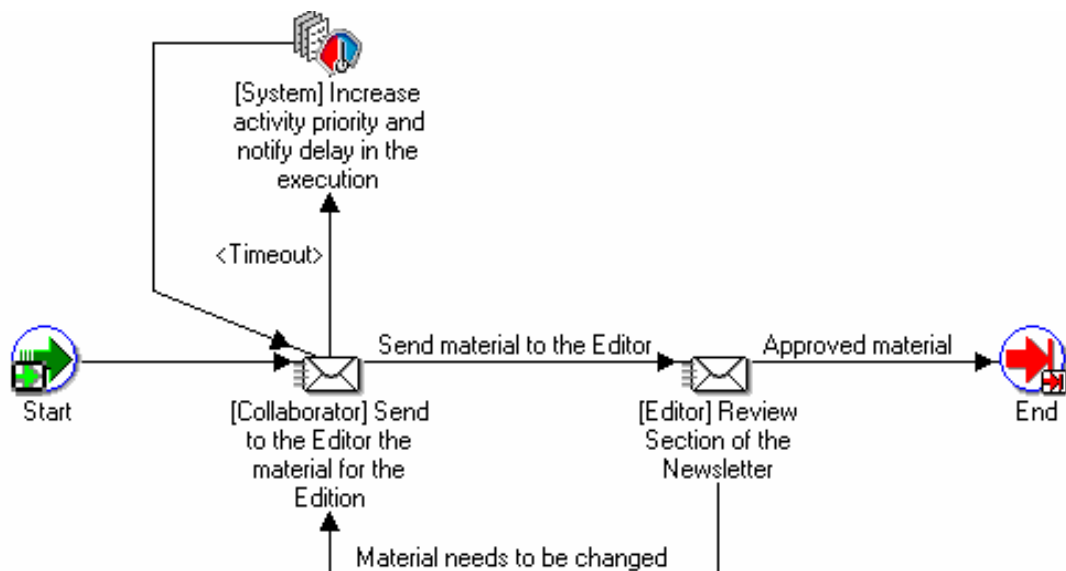 [System] Increase
activity priority and
notify delay in the
execution
<Timeout>
Send material to the Editor
Approved material
Start
[Collaborator] Send
to the Editor the
material for the
Edition
[Editor] Review
Section of the
Newsletter
End
Material needs to be changed